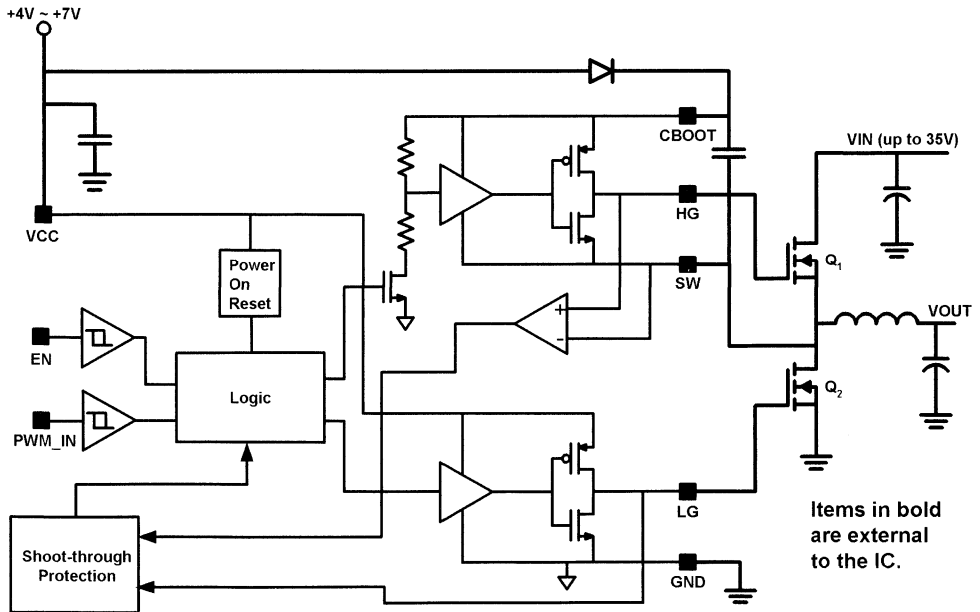 +4V ~ +7V
CBOOT
VIN (up to 35V)
HG
VCC
Power
On
Reset
SW
Q1
+
-
VOUT
EN
Logic
Q2
PWM_IN
LG
Items in bold
are external
to the IC.
Shoot-through
Protection
GND